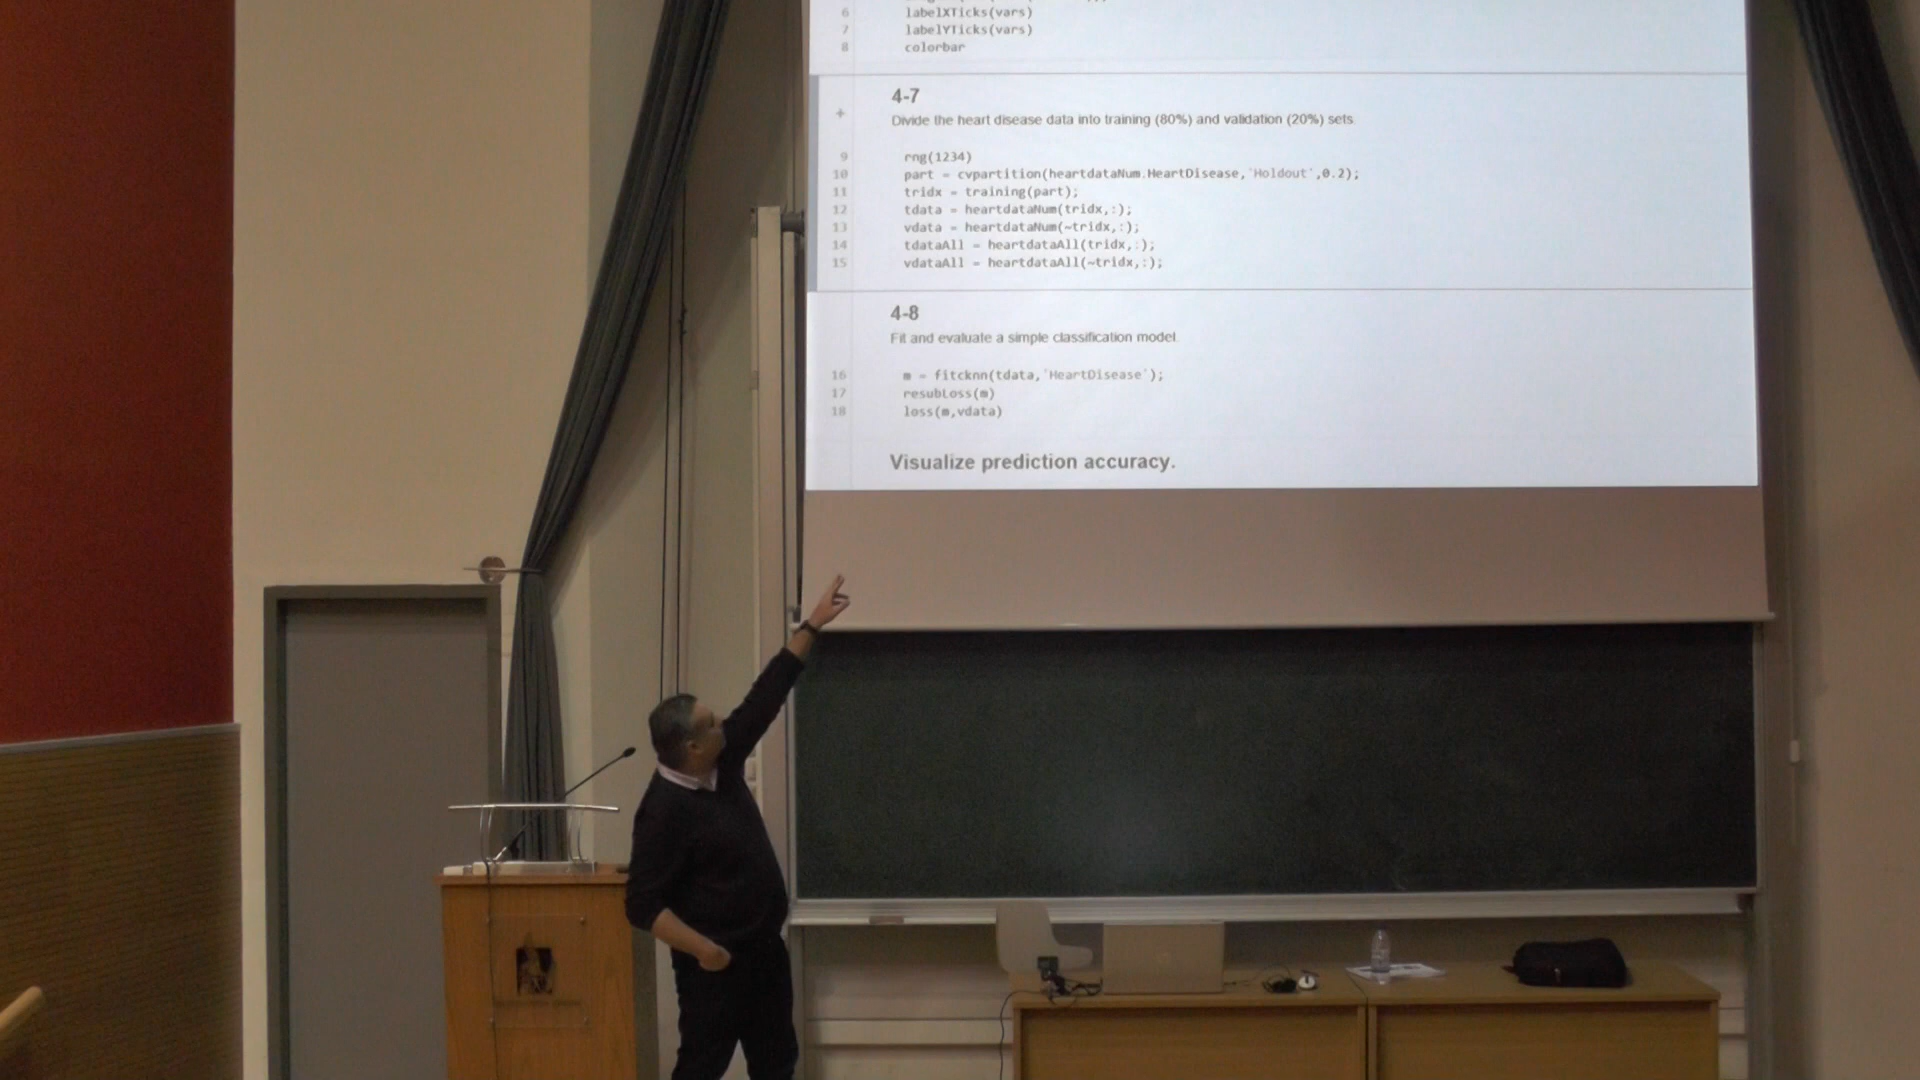 6 labelXTicks(vars)
7 labelYTicks(vars)
8 colorbar
4-7
Divide the heart disease data into training (80%) and validation (20%) sets.
9 rng(1234)
10 part = cvpartition(heartdataNum.HeartDisease,'Holdout',0.2);
11 tridx = training(part);
12 tdata = heartdataNum(tridx,:);
13 vdata = heartdataNum(~tridx,:);
14 tdataAll = heartdataAll(tridx,:);
15 vdataAll = heartdataAll(~tridx,:);
4-8
Fit and evaluate a simple classification model.
16 m = fitcknn(tdata,'HeartDisease');
17 resubLoss(m)
18 loss(m,vdata)
Visualize prediction accuracy.